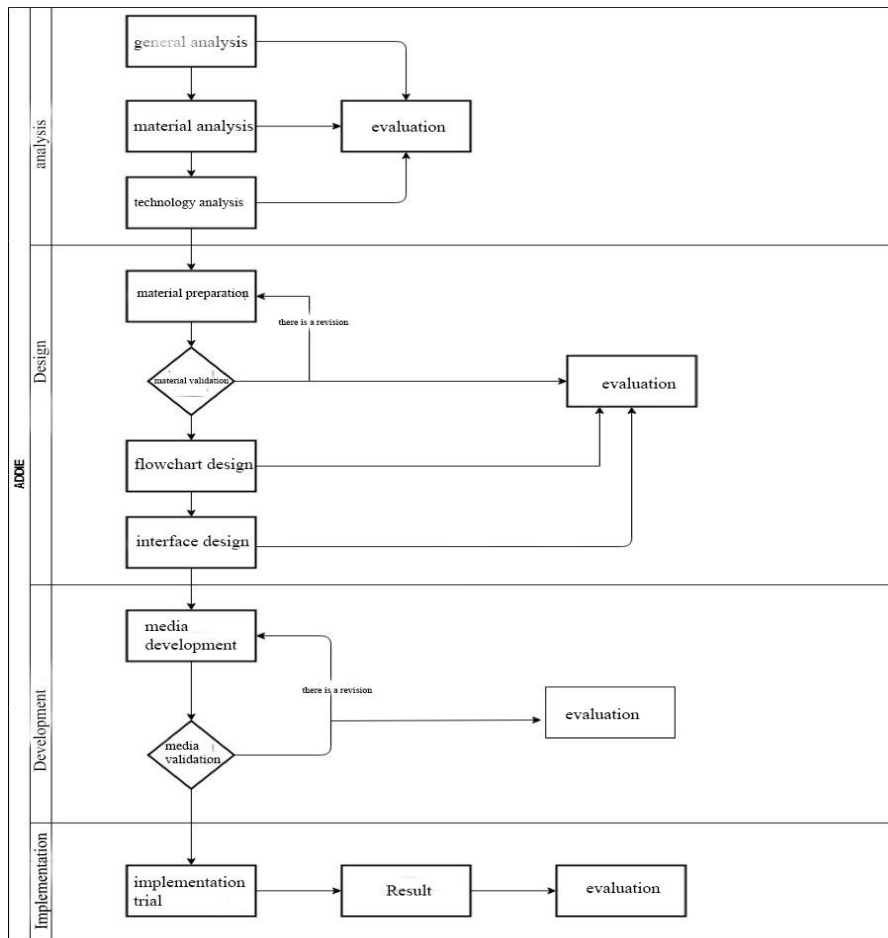 ADDIE
analysis
general analysis
material analysis
evaluation
technology analysis
Design
material preparation
there is a revision
material validation
evaluation
flowchart design
interface design
Development
media
development
there is a revision
evaluation
media
validation
Implementation
implementation
trial
Result
evaluation